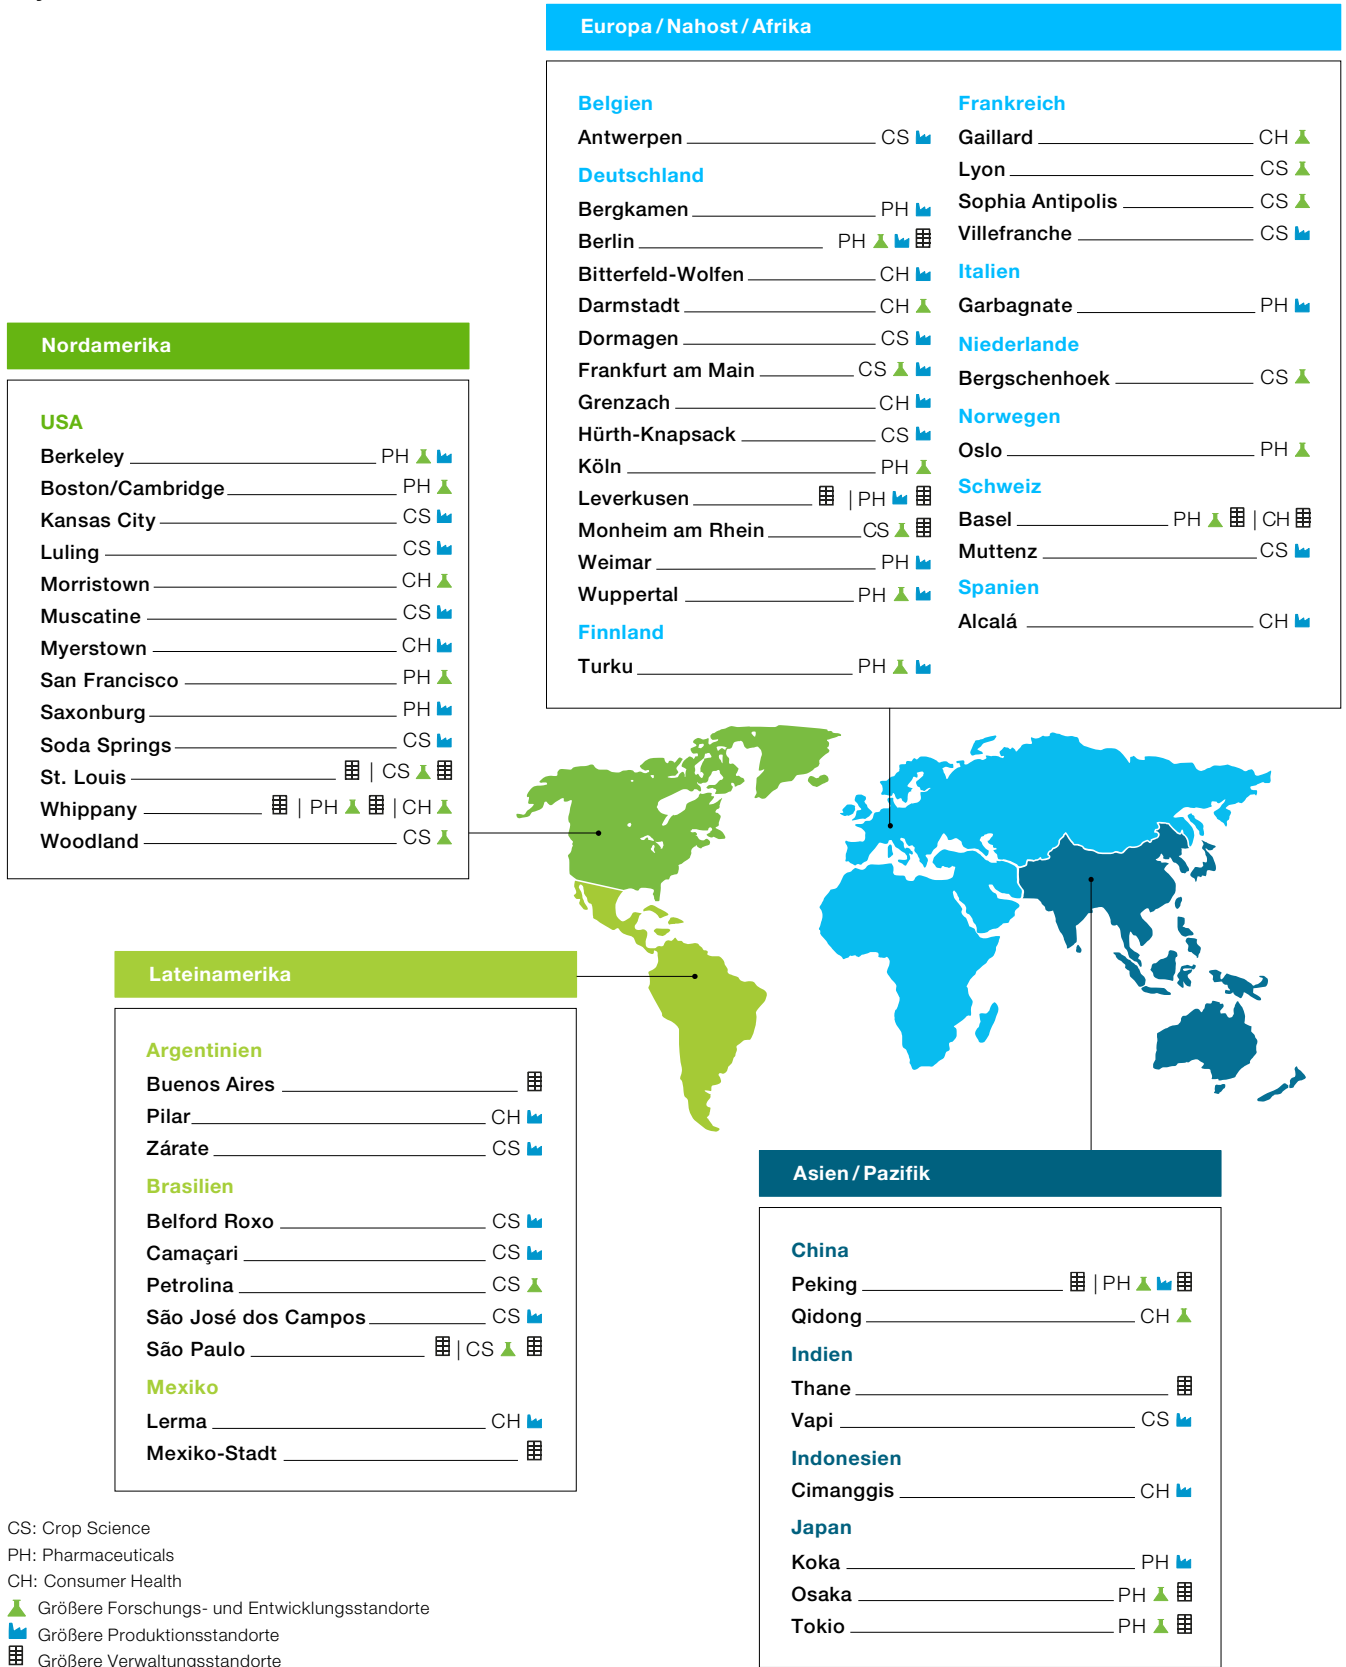 Europa / Nahost / Afrika
Belgien
Antwerpen CS
Deutschland
Bergkamen PH
Berlin PH
Bitterfeld-Wolfen CH
Darmstadt CH
Dormagen CS
Frankfurt am Main CS
Grenzach CH
Hürth-Knapsack CS
Köln PH
Leverkusen | PH
Monheim am Rhein CS
Weimar PH
Wuppertal PH
Finnland
Turku PH
Frankreich
Gaillard CH
Lyon CS
Sophia Antipolis CS
Villefranche CS
Italien
Garbagnate PH
Niederlande
Bergschenhoek CS
Norwegen
Oslo PH
Schweiz
Basel PH | CH
Muttenz CS
Spanien
Alcalá CH
Nordamerika
USA
Berkeley PH
Boston/Cambridge PH
Kansas City CS
Luling CS
Morristown CH
Muscatine CS
Myerstown CH
San Francisco PH
Saxonburg PH
Soda Springs CS
St. Louis | CS
Whippany | PH | CH
Woodland CS
Lateinamerika
Argentinien
Buenos Aires
Pilar CH
Zárate CS
Brasilien
Belford Roxo CS
Camaçari CS
Petrolina CS
São José dos Campos CS
São Paulo | CS
Mexiko
Lerma CH
Mexiko-Stadt
Asien / Pazifik
China
Peking | PH
Qidong CH
Indien
Thane
Vapi CS
Indonesien
Cimanggis CH
Japan
Koka PH
Osaka PH
Tokio PH
CS: Crop Science
PH: Pharmaceuticals
CH: Consumer Health
Größere Forschungs- und Entwicklungsstandorte
Größere Produktionsstandorte
Größere Verwaltungsstandorte